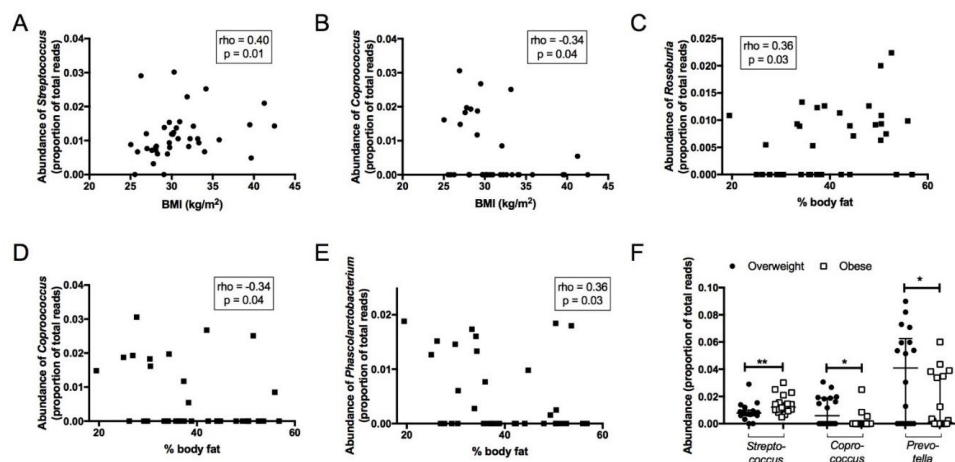 A
Abundance of Streptococcus
(proportion of total reads)
rho = 0.40
p = 0.01
0.04
0.03
0.02
0.01
0.00
20
25
30
35
40
45
BMI (kg/m²)
B
Abundance of Coproococcus
(proportion of total reads)
rho = -0.34
p = 0.04
0.04
0.03
0.02
0.01
0.00
20
25
30
35
40
45
BMI (kg/m²)
C
Abundance of Roseburia
(proportion of total reads)
rho = 0.36
p = 0.03
0.025
0.020
0.015
0.010
0.005
0.000
20
40
60
% body fat
D
Abundance of Coproococcus
(proportion of total reads)
rho = -0.34
p = 0.04
0.04
0.03
0.02
0.01
0.00
20
30
40
50
60
% body fat
E
Abundance of Phascolarctobacterium
(proportion of total reads)
rho = 0.36
p = 0.03
0.02
0.01
0.00
20
30
40
50
60
% body fat
F
Abundance (proportion of total reads)
Overweight
Obese
0.10
0.08
0.06
0.04
0.02
0.00
**
*
*
Strepto-
coccus
Copro-
coccus
Prevo-
tella